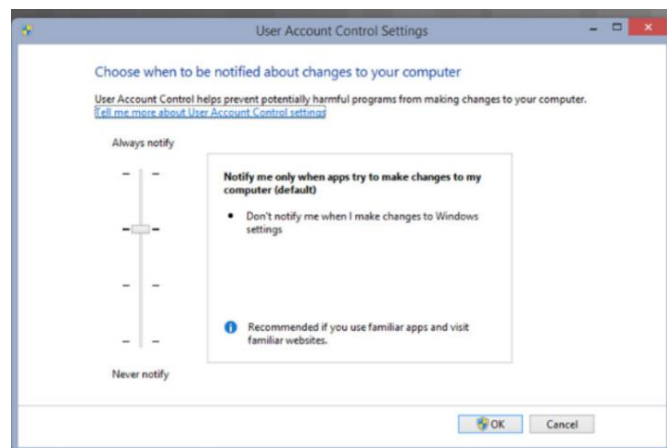 User Account Control Settings
Choose when to be notified about changes to your computer
User Account Control helps prevent potentially harmful programs from making changes to your computer.
Tell me more about User Account Control settings
Always notify
Notify me only when apps try to make changes to my
computer (default)
Don't notify me when I make changes to Windows
settings
Recommended if you use familiar apps and visit
familiar websites.
Never notify
OK
Cancel